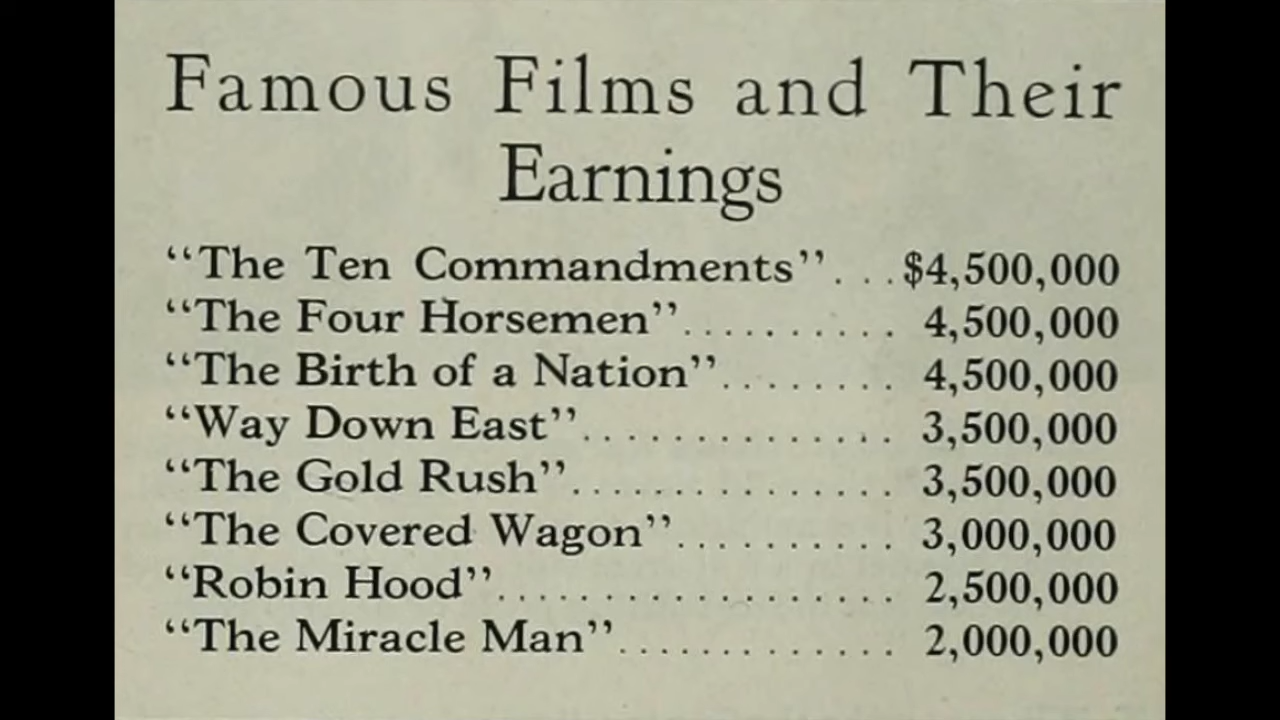 Famous Films and Their
Earnings
“The Ten Commandments”. . .$4,500,000
“The Four Horsemen”. . . . . . . . . . 4,500,000
“The Birth of a Nation”. . . . . . . . 4,500,000
“Way Down East”. . . . . . . . . . . . . . 3,500,000
“The Gold Rush”. . . . . . . . . . . . . . . 3,500,000
“The Covered Wagon”. . . . . . . . . . 3,000,000
“Robin Hood”. . . . . . . . . . . . . . . . . . . 2,500,000
“The Miracle Man”. . . . . . . . . . . . . 2,000,000